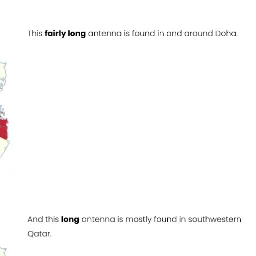 This fairly long antenna is found in and around Doha.
And this long antenna is mostly found in southwestern
Qatar.